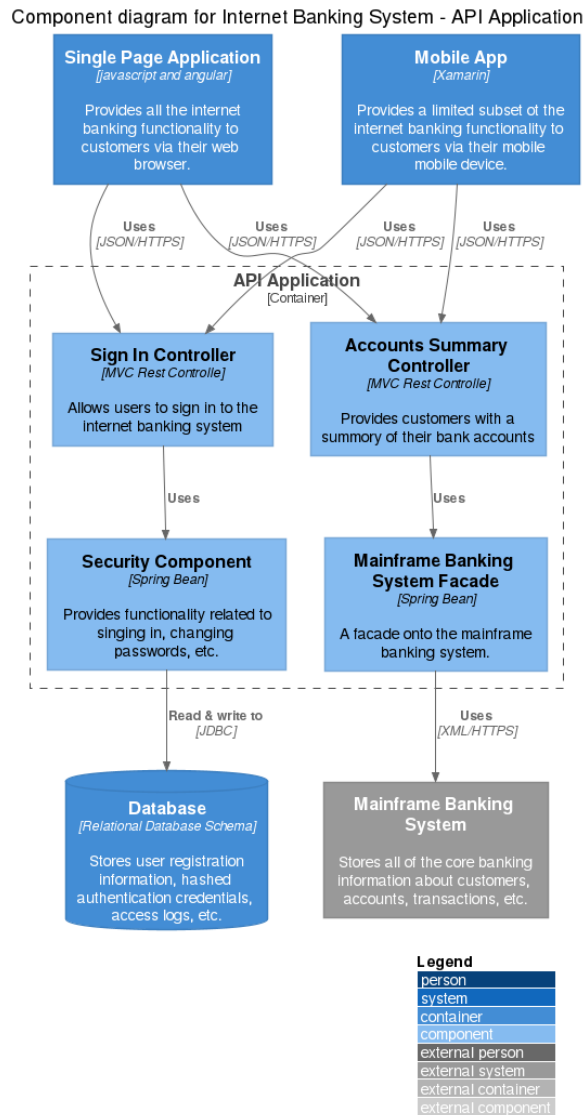 Component diagram for Internet Banking System - API Application
Single Page Application
[javascript and angular]
Provides all the internet
banking functionality to
customers via their web
browser.
Mobile App
[Xamarin]
Provides a limited subset ot the
internet banking functionality to
customers via their mobile
mobile device.
Uses
[JSON/HTTPS]
Uses
[JSON/HTTPS]
Uses
[JSON/HTTPS]
Uses
[JSON/HTTPS]
API Application
[Container]
Sign In Controller
[MVC Rest Controlle]
Allows users to sign in to the
internet banking system
Accounts Summary
Controller
[MVC Rest Controlle]
Provides customers with a
summory of their bank accounts
Uses
Uses
Security Component
[Spring Bean]
Provides functionality related to
singing in, changing
passwords, etc.
Mainframe Banking
System Facade
[Spring Bean]
A facade onto the mainframe
banking system.
Read & write to
[JDBC]
Uses
[XML/HTTPS]
Database
[Relational Database Schema]
Stores user registration
information, hashed
authentication credentials,
access logs, etc.
Mainframe Banking
System
Stores all of the core banking
information about customers,
accounts, transactions, etc.
Legend
person
system
container
component
external person
external system
external container
external component